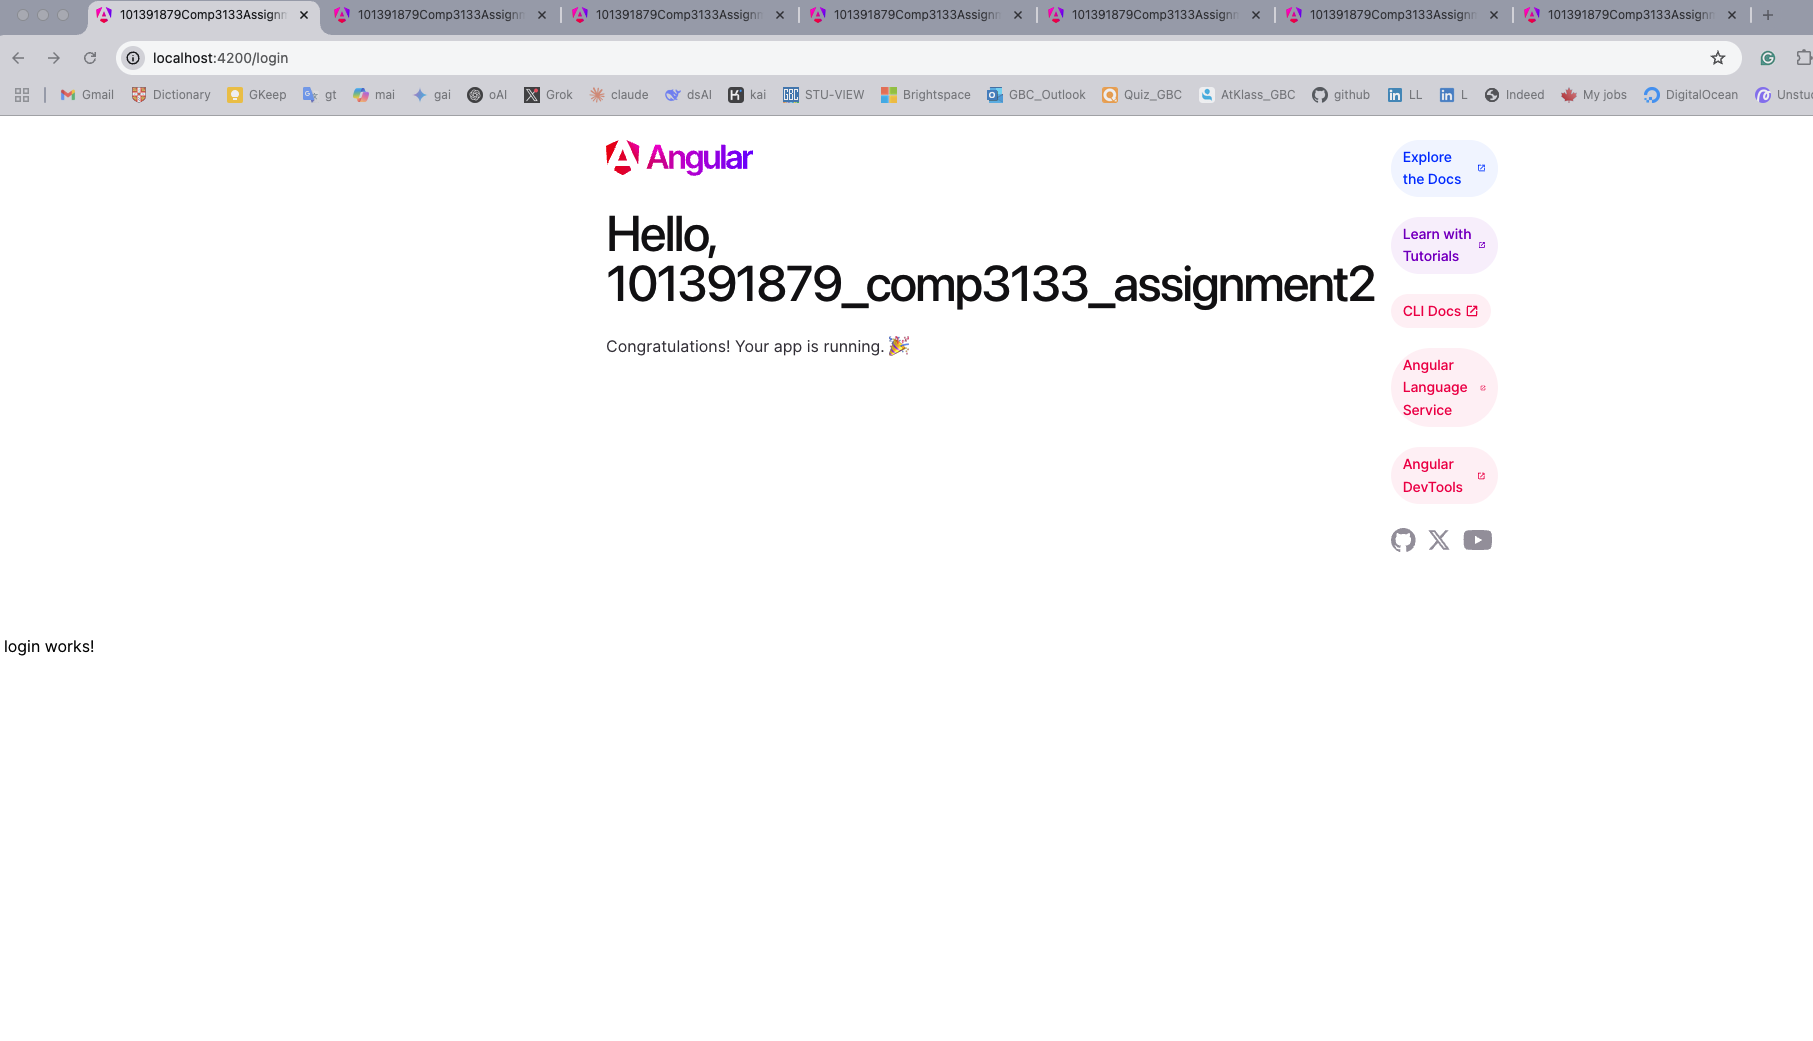 101391879Comp3133Assignn
101391879Comp3133Assignn
101391879Comp3133Assignn
101391879Comp3133Assignn
101391879Comp3133Assignn
101391879Comp3133Assignn
101391879Comp3133Assignn
localhost:4200/login
Gmail Dictionary GKeep gt mai gai oAI Grok claude dsAI kai STU-VIEW Brightspace GBC_Outlook Quiz_GBC AtKlass_GBC github LL L Indeed My jobs DigitalOcean Unstuc
Angular
Hello,
101391879_comp3133_assignment2
Congratulations! Your app is running. 🎉
Explore
the Docs
Learn with
Tutorials
CLI Docs
Angular
Language
Service
Angular
DevTools
login works!